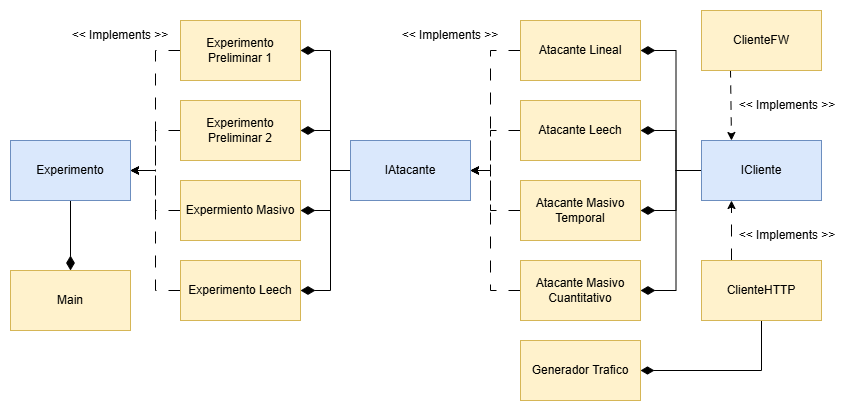 << Implements >>
Experimento
Preliminar 1
<< Implements >>
Atacante Lineal
ClienteFW
<< Implements >>
Experimento
Preliminar 2
Atacante Leech
Experimento
IAtacante
ICliente
Expermiento Masivo
Atacante Masivo
Temporal
<< Implements >>
Main
Experimento Leech
Atacante Masivo
Cuantitativo
ClienteHTTP
Generador Trafico